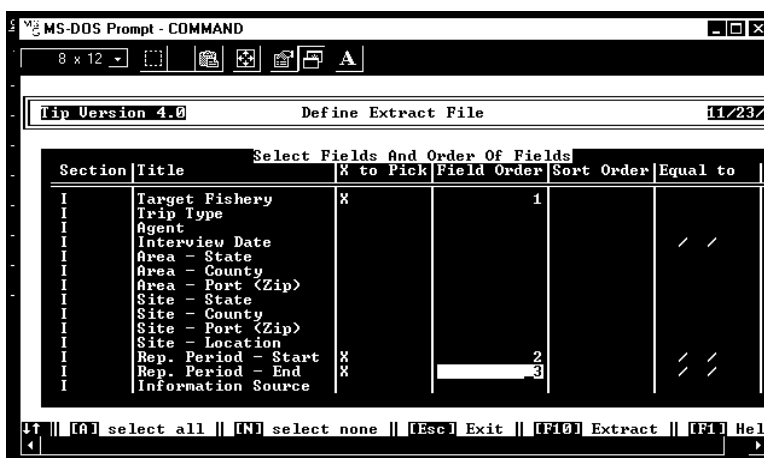 MS-DOS Prompt - COMMAND
8 x 12 A
Tip Version 4.0 Define Extract File 11/23/
Select Fields And Order Of Fields
Section Title X to Pick Field Order Sort Order Equal to
I Target Fishery X 1
I Trip Type
I Agent
I Interview Date / /
I Area - State
I Area - County
I Area - Port (Zip)
I Site - State
I Site - County
I Site - Port (Zip)
I Site - Location
I Rep. Period - Start X 2 / /
I Rep. Period - End X 3 / /
I Information Source
↓↑ || [A] select all || [N] select none || [Esc] Exit || [F10] Extract || [F1] Hel